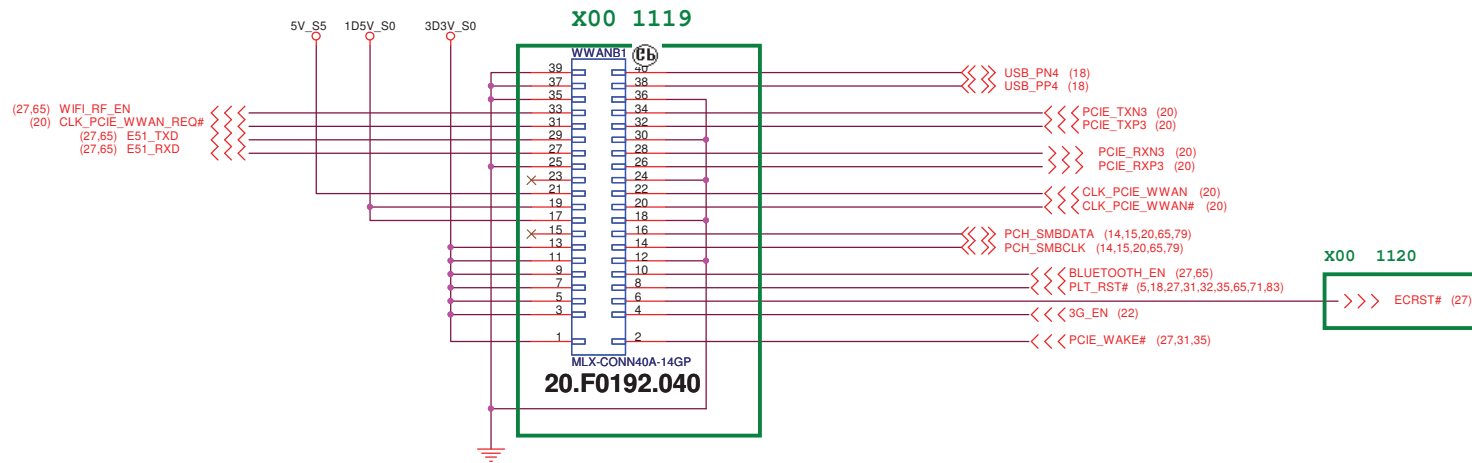 X00 1119
5V_S5 1D5V_S0 3D3V_S0
WWANB1
39 40 USB_PN4 (18)
37 38 USB_PP4 (18)
35 36
(27,65) WIFI_RF_EN 33 34 PCIE_TXN3 (20)
(20) CLK_PCIE_WWAN_REQ# 31 32 PCIE_TXP3 (20)
(27,65) E51_TXD 29 30
(27,65) E51_RXD 27 28 PCIE_RXN3 (20)
25 26 PCIE_RXP3 (20)
23 24
21 22 CLK_PCIE_WWAN (20)
19 20 CLK_PCIE_WWAN# (20)
17 18
15 16 PCH_SMBDATA (14,15,20,65,79)
13 14 PCH_SMBCLK (14,15,20,65,79)
11 12
X00 1120
9 10 BLUETOOTH_EN (27,65)
7 8 PLT_RST# (5,18,27,31,32,35,65,71,83)
5 6 ECRST# (27)
3 4 3G_EN (22)
1 2 PCIE_WAKE# (27,31,35)
MLX-CONN40A-14GP
20.F0192.040